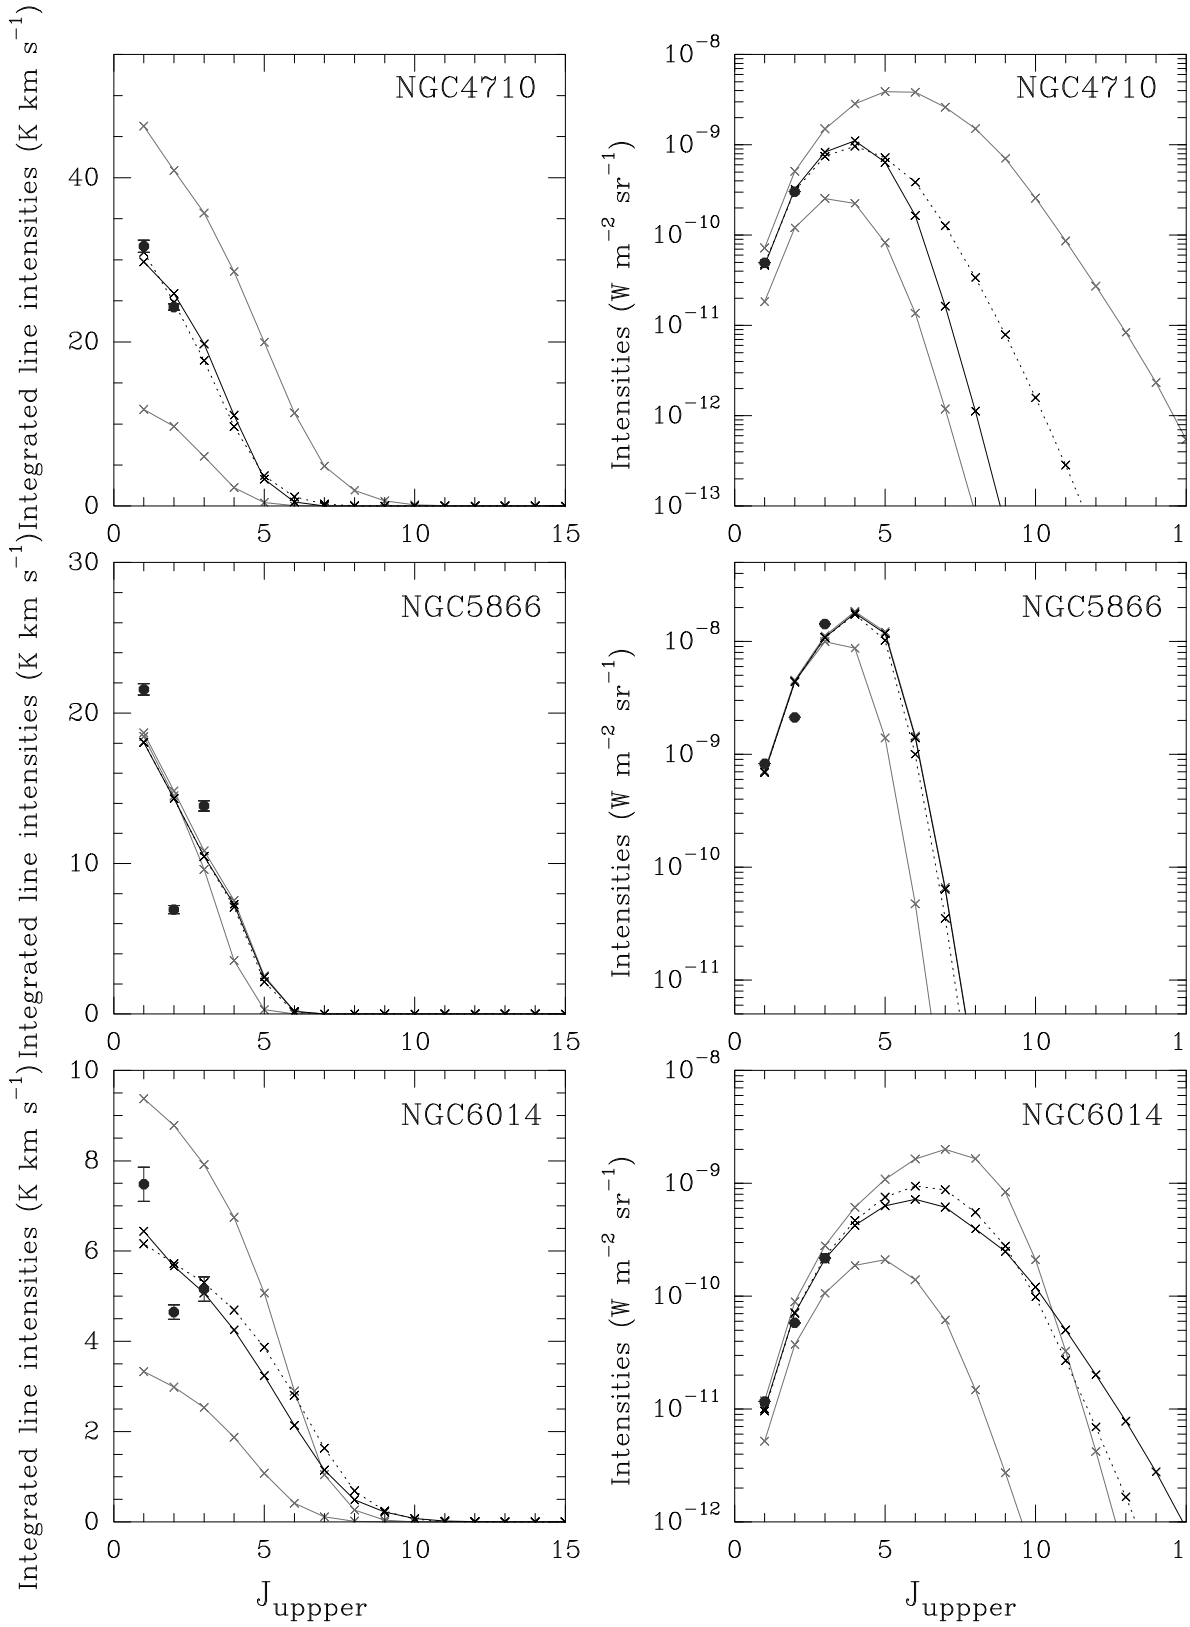 Integrated line intensities (K km s⁻¹)
NGC4710
40
20
0
0 5 10 15
Intensities (W m⁻² sr⁻¹)
NGC4710
10⁻⁸
10⁻⁹
10⁻¹⁰
10⁻¹¹
10⁻¹²
10⁻¹³
0 5 10 1
Integrated line intensities (K km s⁻¹)
NGC5866
30
20
10
0
0 5 10 15
Intensities (W m⁻² sr⁻¹)
NGC5866
10⁻⁸
10⁻⁹
10⁻¹⁰
10⁻¹¹
0 5 10 1
Integrated line intensities (K km s⁻¹)
NGC6014
10
8
6
4
2
0
0 5 10 15
J_uppper
Intensities (W m⁻² sr⁻¹)
NGC6014
10⁻⁸
10⁻⁹
10⁻¹⁰
10⁻¹¹
10⁻¹²
0 5 10 1
J_uppper